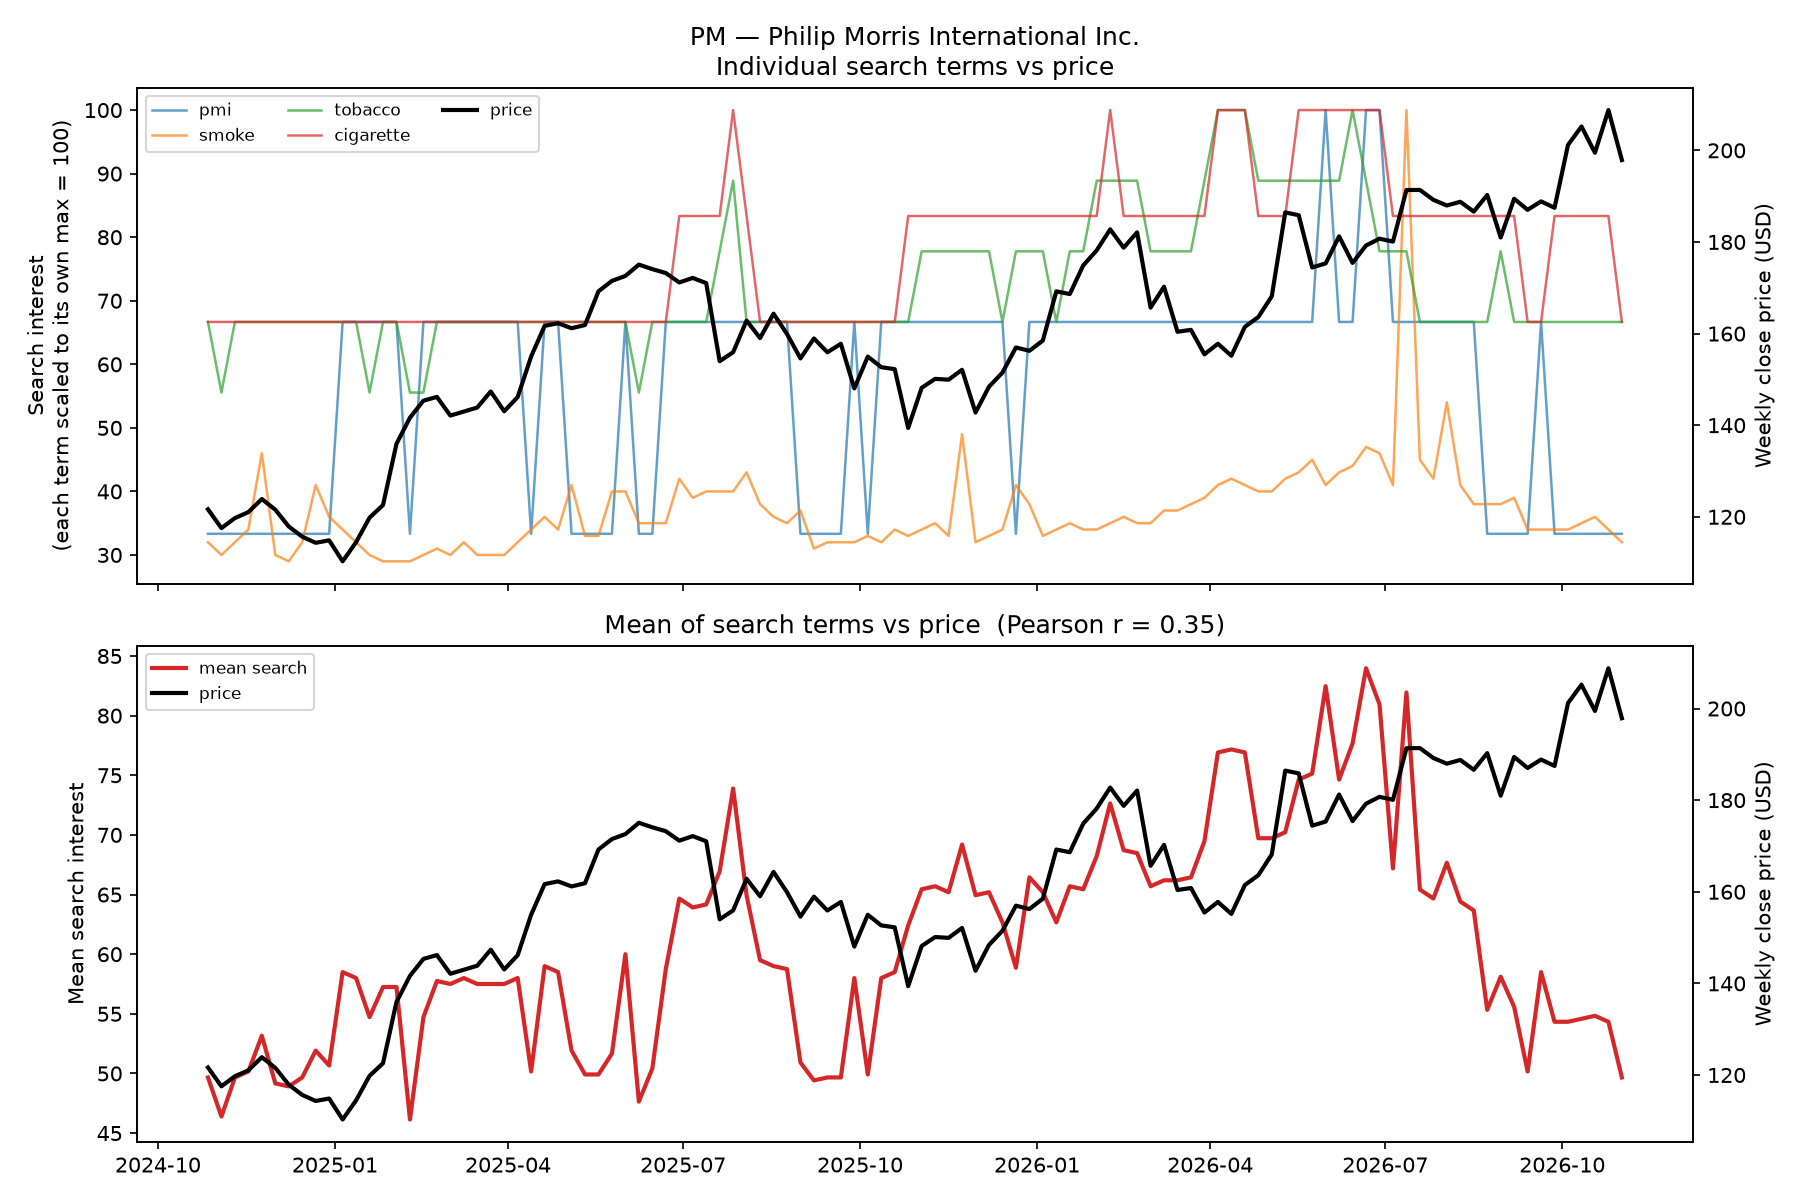 PM — Philip Morris International Inc.
Individual search terms vs price
pmi
smoke
tobacco
cigarette
price
Search interest
(each term scaled to its own max = 100)
100
90
80
70
60
50
40
30
Weekly close price (USD)
200
180
160
140
120
Mean of search terms vs price  (Pearson r = 0.35)
mean search
price
Mean search interest
85
80
75
70
65
60
55
50
45
Weekly close price (USD)
200
180
160
140
120
2024-10
2025-01
2025-04
2025-07
2025-10
2026-01
2026-04
2026-07
2026-10